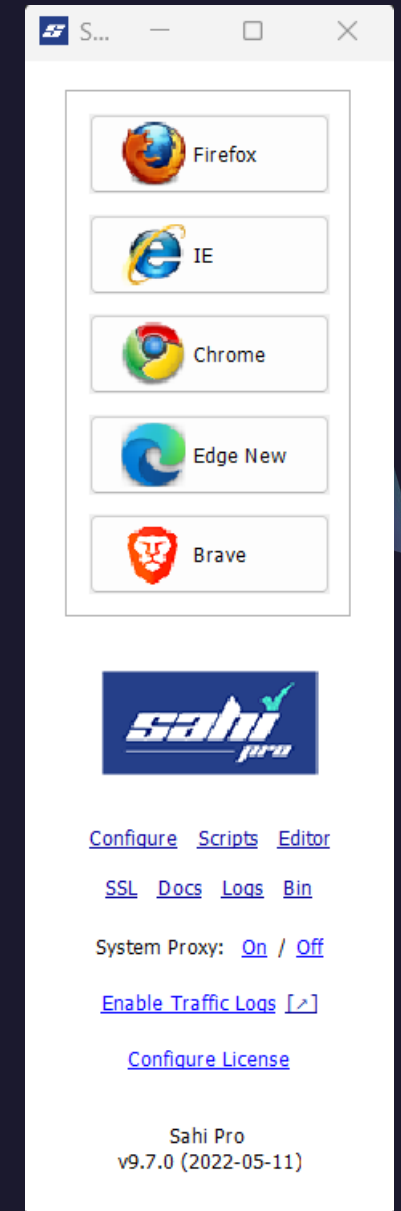 S...
Firefox
IE
Chrome
Edge New
Brave
sahi
pro
Configure Scripts Editor
SSL Docs Logs Bin
System Proxy: On / Off
Enable Traffic Logs [↗]
Configure License
Sahi Pro
v9.7.0 (2022-05-11)